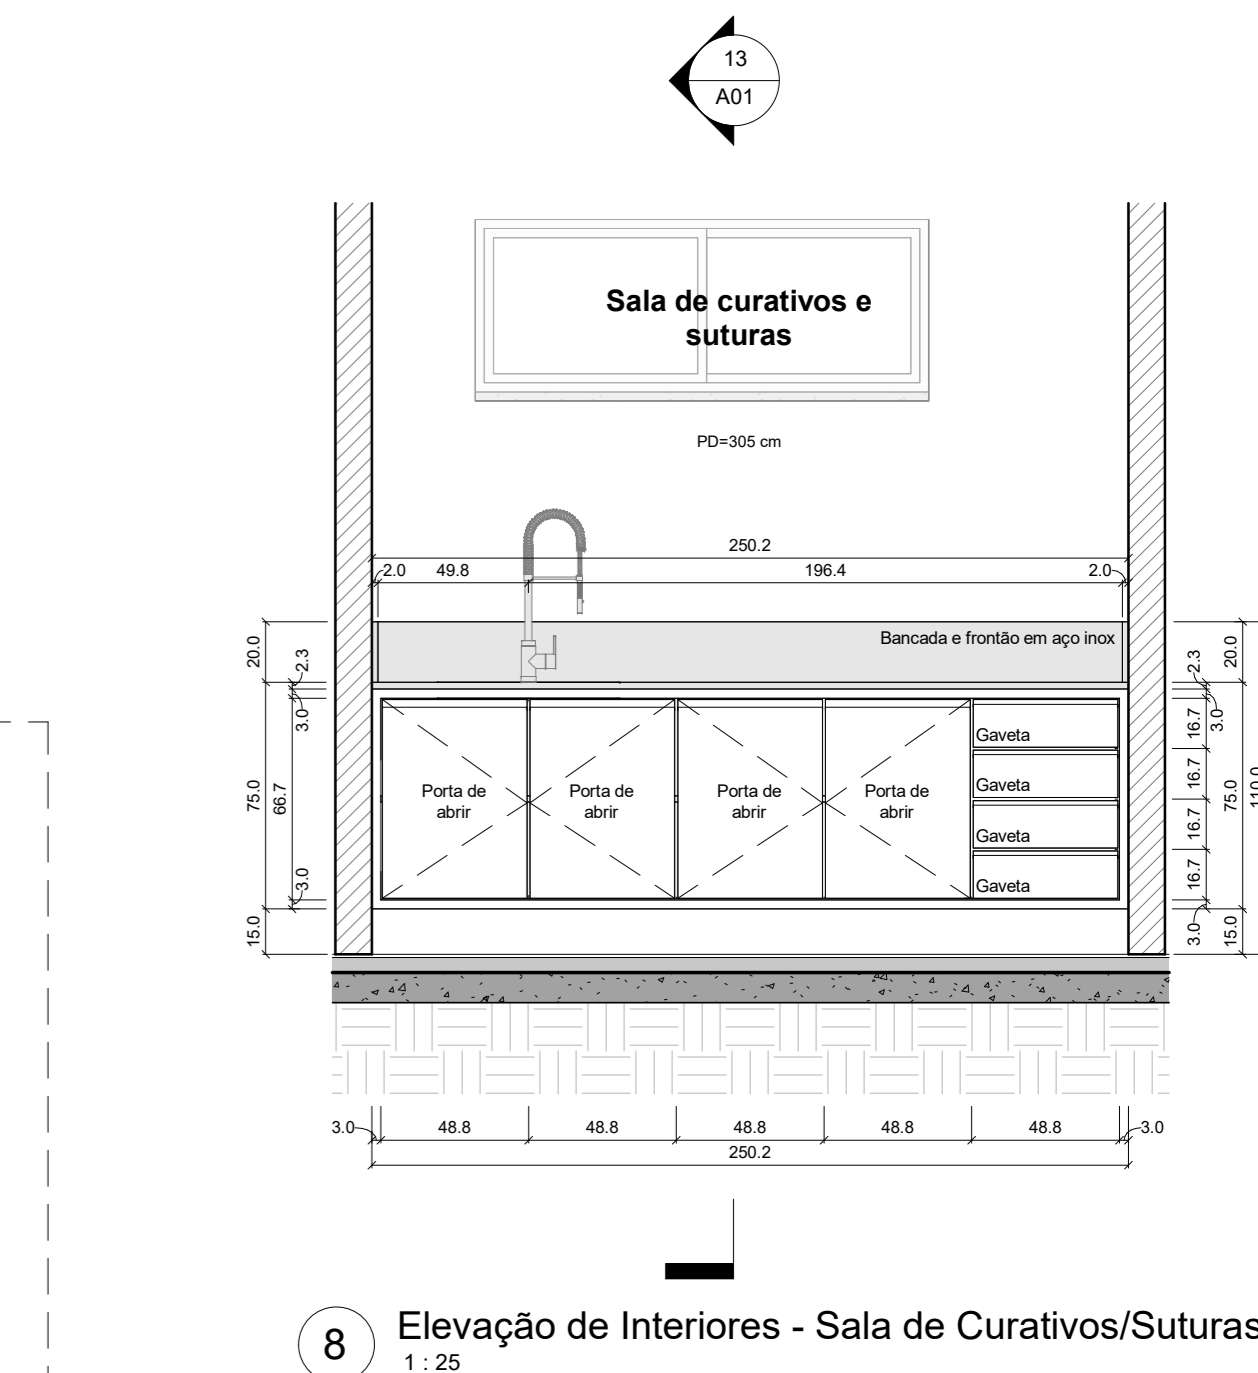 13
A01
Sala de curativos e
suturas
PD=305 cm
250.2
2.0 49.8 196.4 2.0
Bancada e frontão em aço inox
20.0 2.3 2.3 20.0
3.0 3.0
75.0 66.7 16.7 16.7 16.7 16.7 75.0 110.0
3.0 3.0
15.0 15.0
Gaveta
Gaveta
Gaveta
Gaveta
Porta de
abrir
Porta de
abrir
Porta de
abrir
Porta de
abrir
3.0 48.8 48.8 48.8 48.8 48.8 3.0
250.2
8
Elevação de Interiores - Sala de Curativos/Suturas
1 : 25